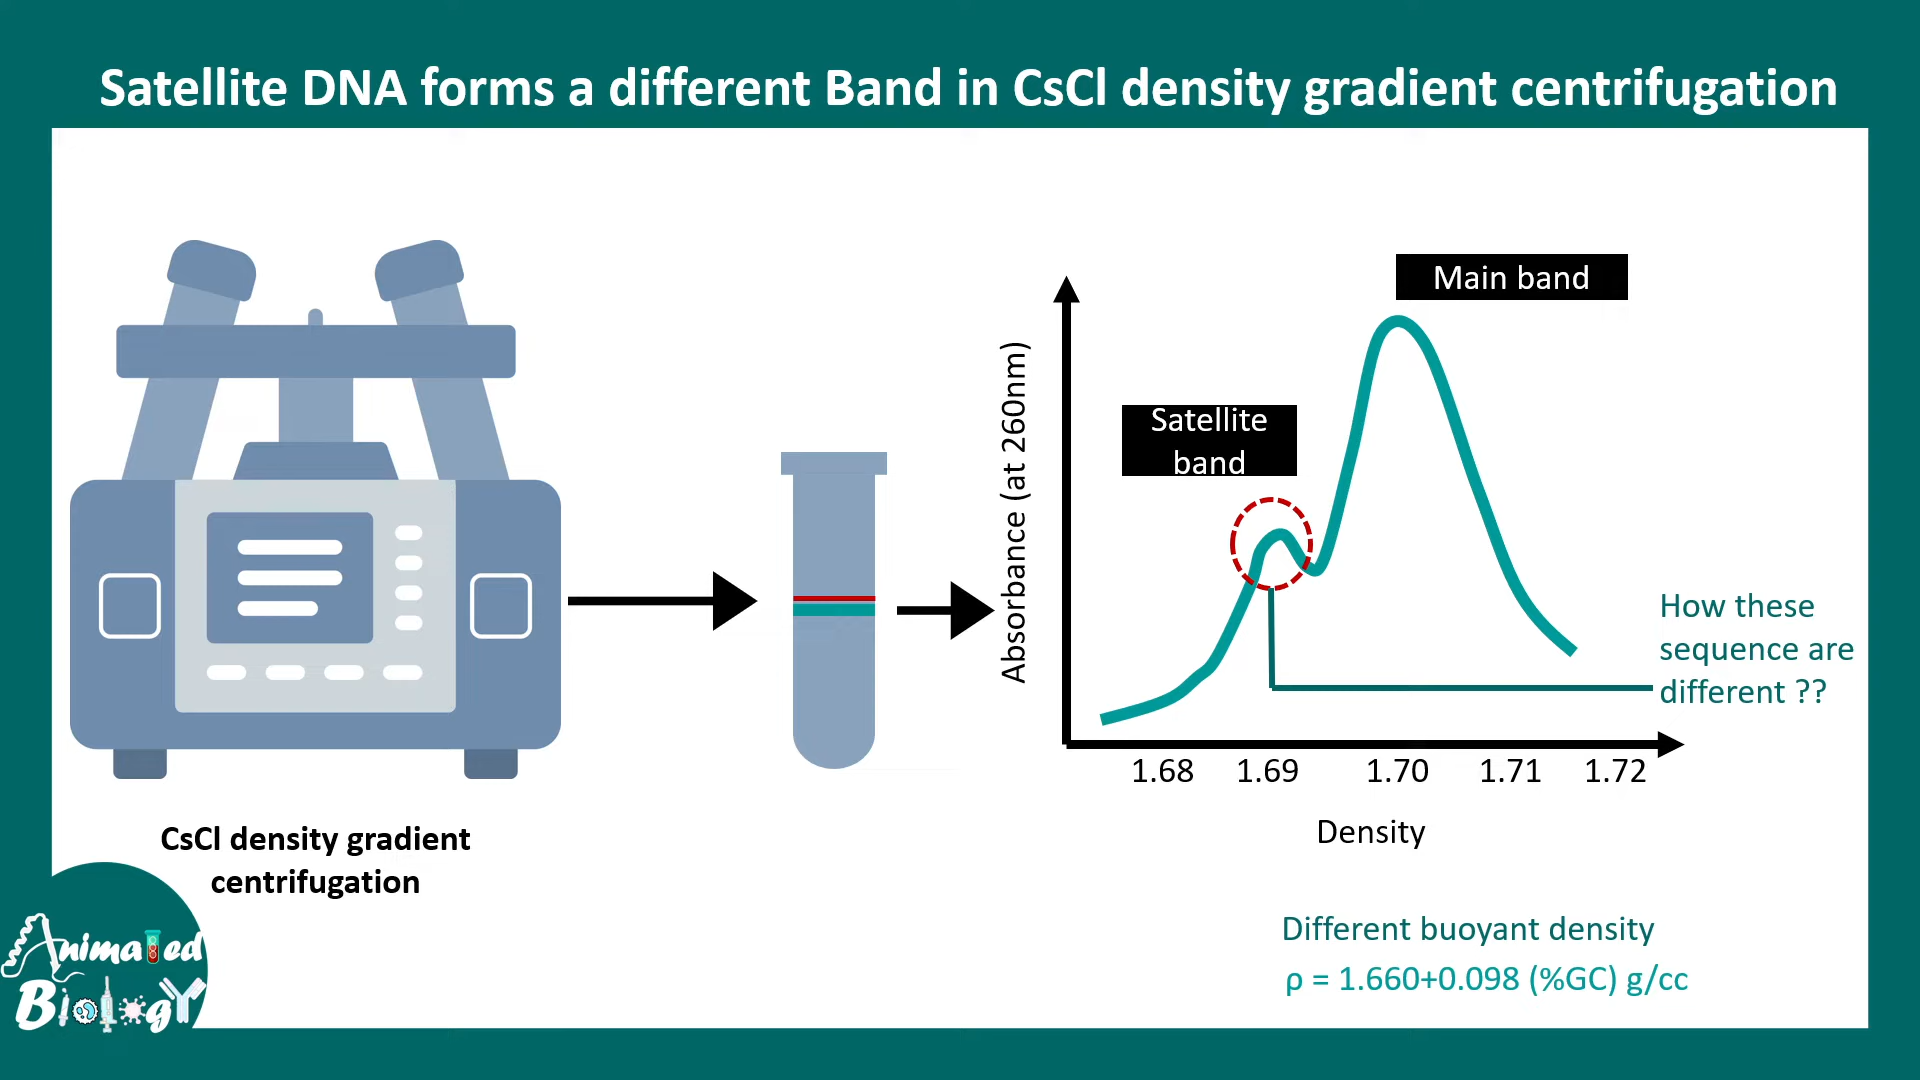 Satellite DNA forms a different Band in CsCl density gradient centrifugation
CsCl density gradient
centrifugation
Absorbance (at 260nm)
Satellite
band
Main band
How these
sequence are
different ??
1.68 1.69 1.70 1.71 1.72
Density
Different buoyant density
ρ = 1.660+0.098 (%GC) g/cc
Animated
Biology